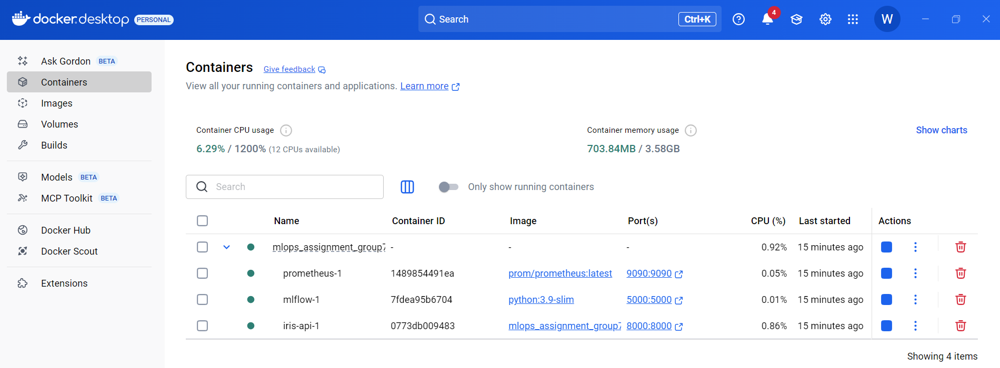 docker.desktop PERSONAL
Search Ctrl+K 4 W
Ask Gordon BETA
Containers
Images
Volumes
Builds
Models BETA
MCP Toolkit BETA
Docker Hub
Docker Scout
Extensions
Containers Give feedback
View all your running containers and applications. Learn more
Container CPU usage
6.29% / 1200% (12 CPUs available)
Container memory usage
703.84MB / 3.58GB
Show charts
Search
Only show running containers
Name Container ID Image Port(s) CPU (%) Last started Actions
mlops_assignment_group7 - - - 0.92% 15 minutes ago
prometheus-1 1489854491ea prom/prometheus:latest 9090:9090 0.05% 15 minutes ago
mlflow-1 7fdea95b6704 python:3.9-slim 5000:5000 0.01% 15 minutes ago
iris-api-1 0773db009483 mlops_assignment_group7 8000:8000 0.86% 15 minutes ago
Showing 4 items